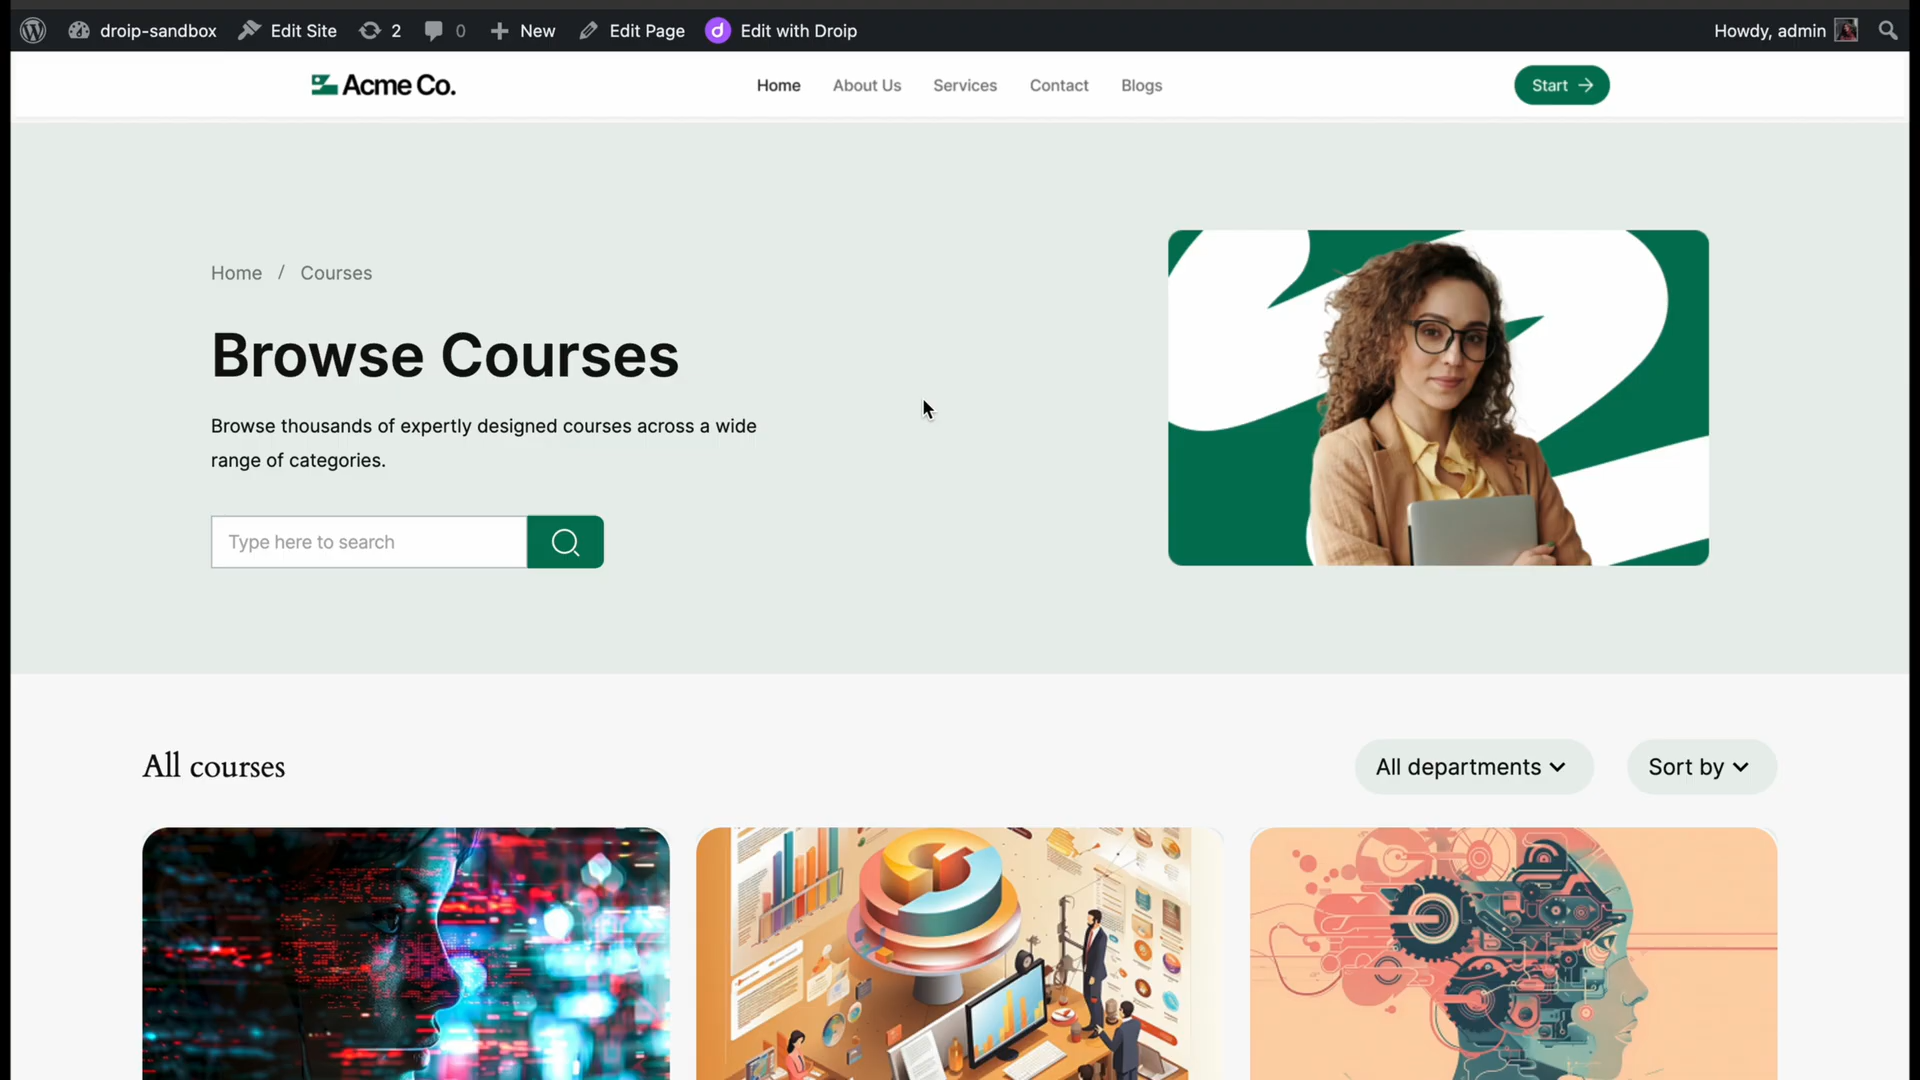 droip-sandbox Edit Site 2 0 New Edit Page Edit with Droip Howdy, admin
Acme Co. Home About Us Services Contact Blogs Start
Home / Courses
Browse Courses
Browse thousands of expertly designed courses across a wide
range of categories.
Type here to search
All courses All departments Sort by